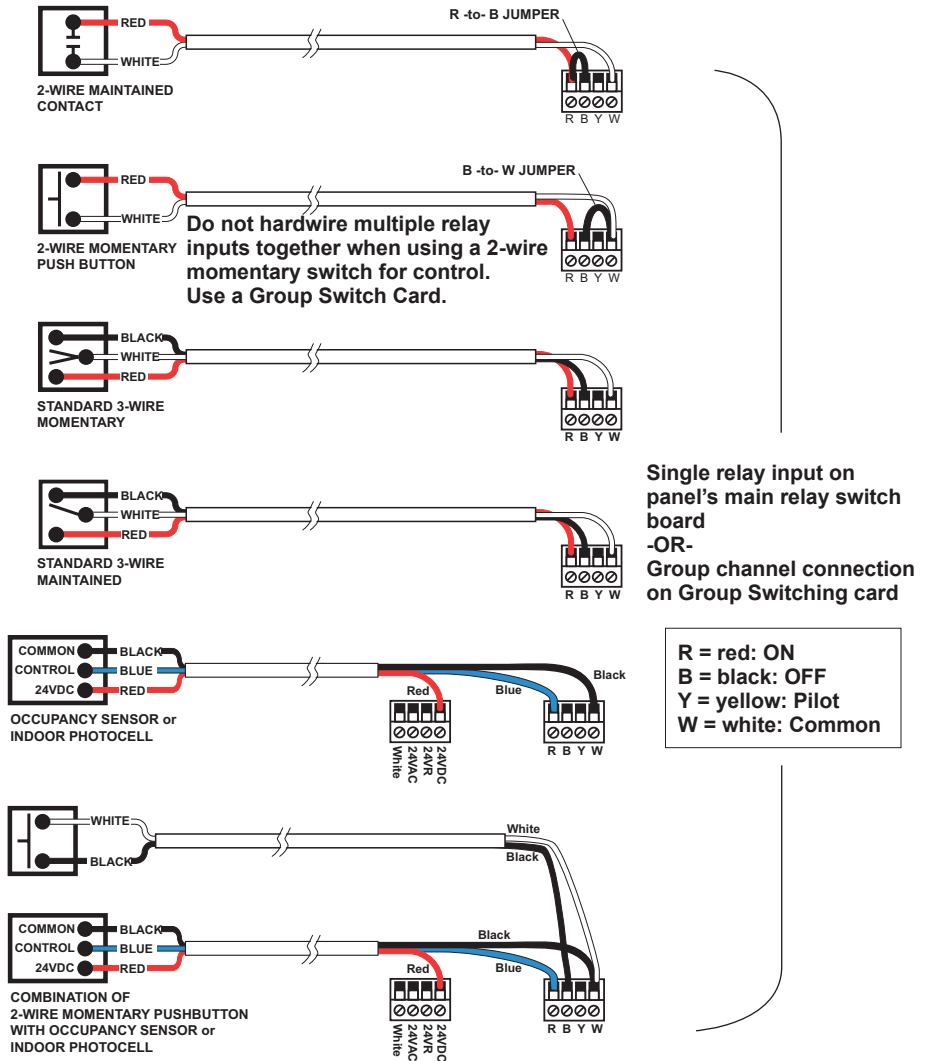 R -to- B JUMPER
RED
WHITE
2-WIRE MAINTAINED
CONTACT
R B Y W
B -to- W JUMPER
RED
WHITE
2-WIRE MOMENTARY
PUSH BUTTON
Do not hardwire multiple relay
inputs together when using a 2-wire
momentary switch for control.
Use a Group Switch Card.
R B Y W
BLACK
WHITE
RED
STANDARD 3-WIRE
MOMENTARY
R B Y W
BLACK
WHITE
RED
STANDARD 3-WIRE
MAINTAINED
R B Y W
Single relay input on
panel's main relay switch
board
-OR-
Group channel connection
on Group Switching card
R = red: ON
B = black: OFF
Y = yellow: Pilot
W = white: Common
COMMON BLACK
CONTROL BLUE
24VDC RED
OCCUPANCY SENSOR or
INDOOR PHOTOCELL
Red
Blue
Black
White
24VAC
24VR
24VDC
R B Y W
WHITE
BLACK
White
Black
COMMON BLACK
CONTROL BLUE
24VDC RED
Black
Red
Blue
White
24VAC
24VR
24VDC
R B Y W
COMBINATION OF
2-WIRE MOMENTARY PUSHBUTTON
WITH OCCUPANCY SENSOR or
INDOOR PHOTOCELL